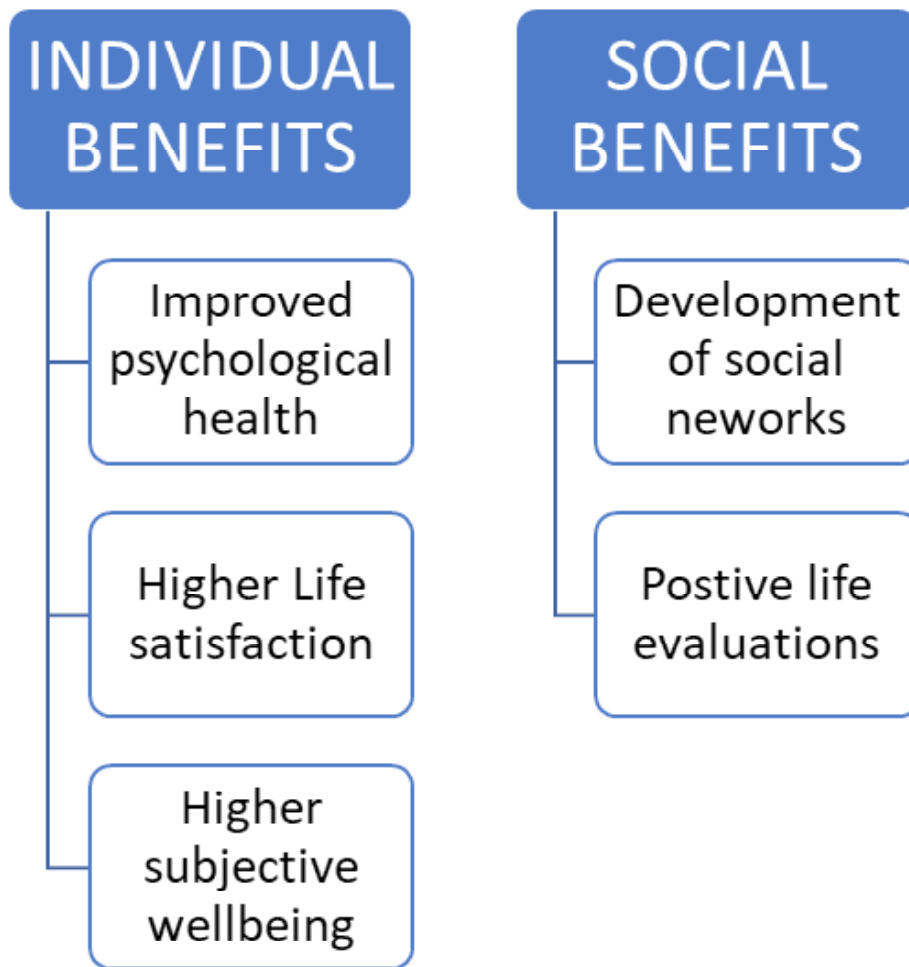 INDIVIDUAL
BENEFITS
Improved
psychological
health
Higher Life
satisfaction
Higher
subjective
wellbeing
SOCIAL
BENEFITS
Development
of social
neworks
Postive life
evaluations